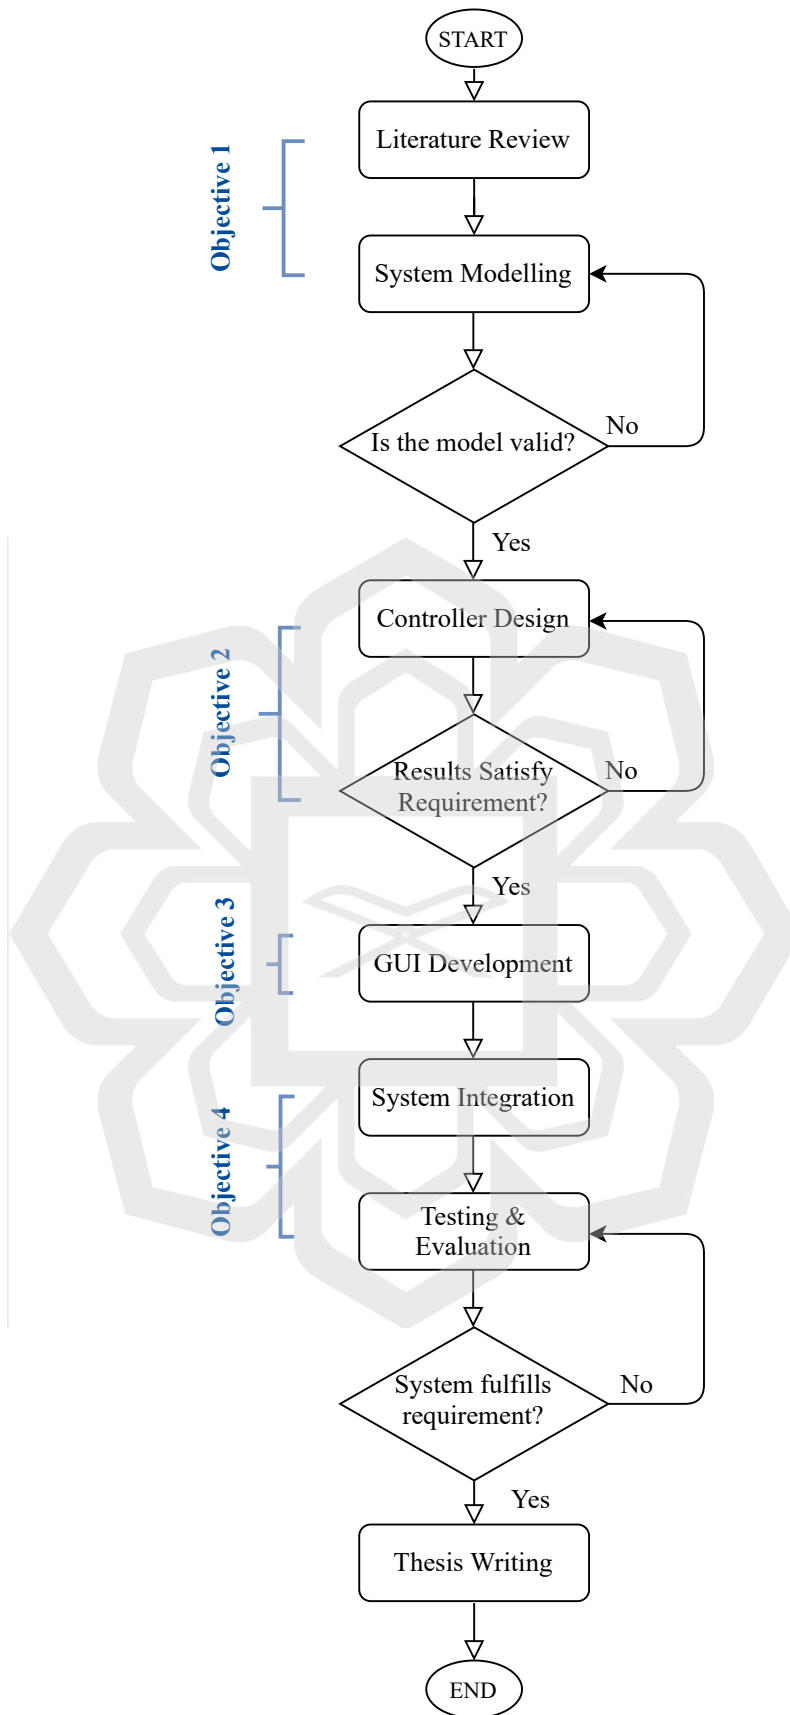 START
Literature Review
Objective 1
System Modelling
Is the model valid?
No
Yes
Controller Design
Objective 2
Results Satisfy
Requirement?
No
Yes
GUI Development
Objective 3
System Integration
Objective 4
Testing &
Evaluation
System fulfills
requirement?
No
Yes
Thesis Writing
END